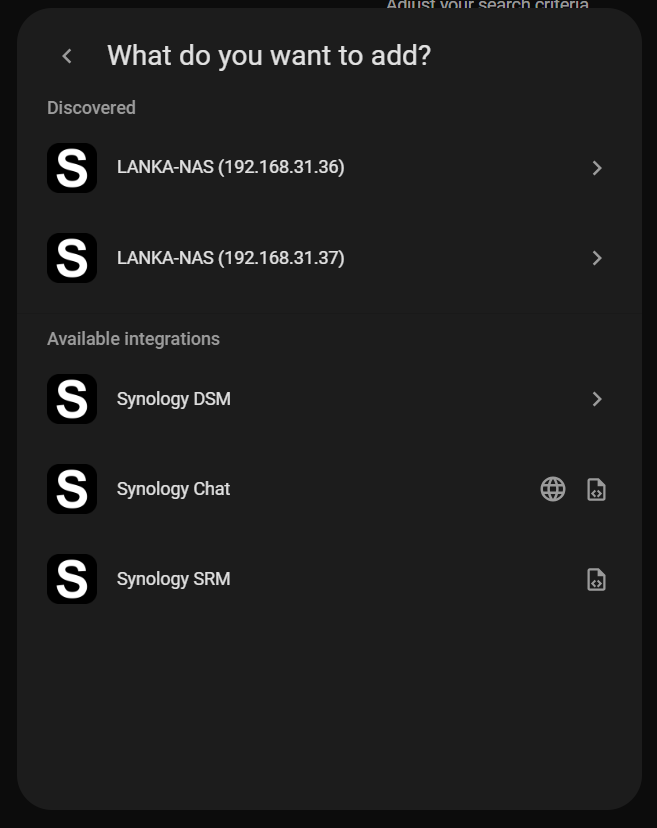 Adjust your search criteria
What do you want to add?
Discovered
S
LANKA-NAS (192.168.31.36)
S
LANKA-NAS (192.168.31.37)
Available integrations
S
Synology DSM
S
Synology Chat
S
Synology SRM